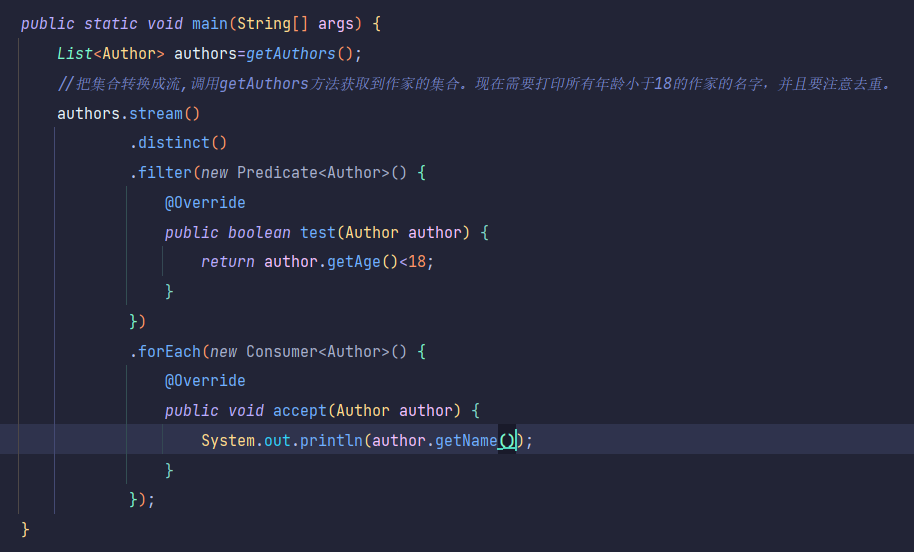 public static void main(String[] args) {
    List<Author> authors=getAuthors();
    //把集合转换成流,调用getAuthors方法获取到作家的集合.现在需要打印所有年龄小于18的作家的名字，并且要注意去重.
    authors.stream()
            .distinct()
            .filter(new Predicate<Author>() {
                @Override
                public boolean test(Author author) {
                    return author.getAge()<18;
                }
            })
            .forEach(new Consumer<Author>() {
                @Override
                public void accept(Author author) {
                    System.out.println(author.getName());
                }
            });
}